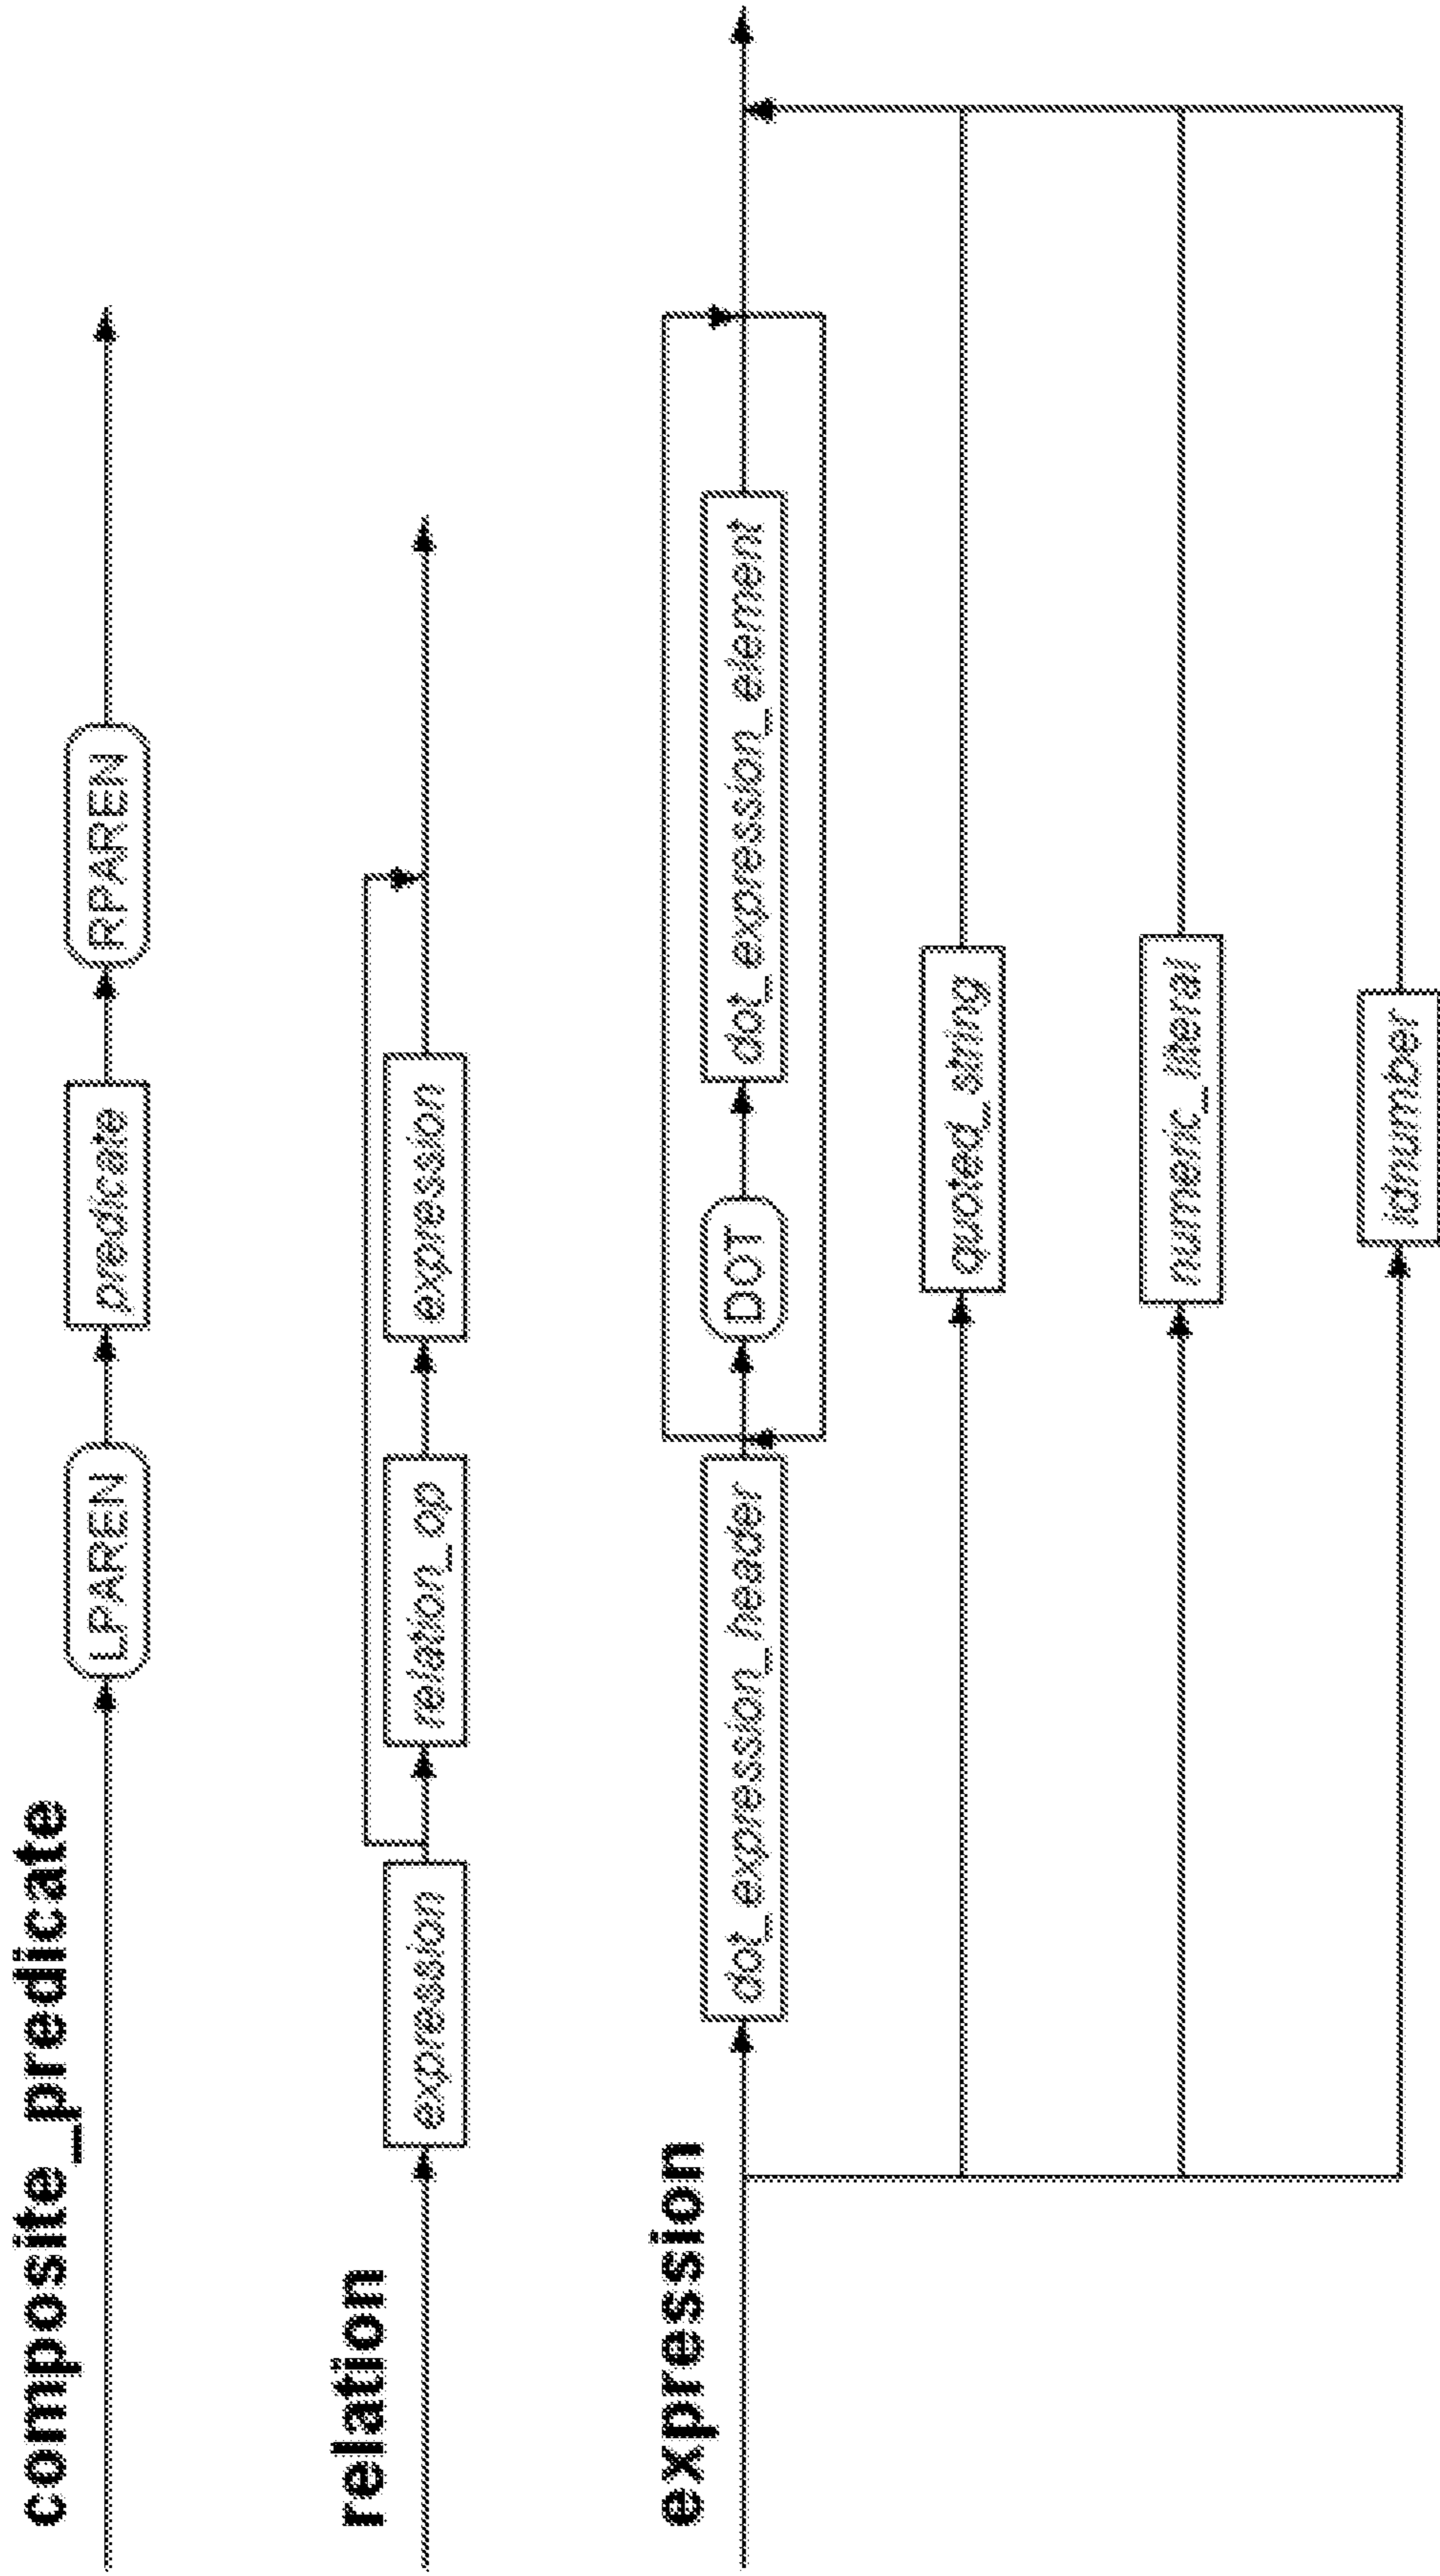 composite_predicate
LPAREN predicate RPAREN
relation
expression relation_op expression
expression
dot_expression_header DOT dot_expression_element
quoted_string
numeric_literal
idnumber